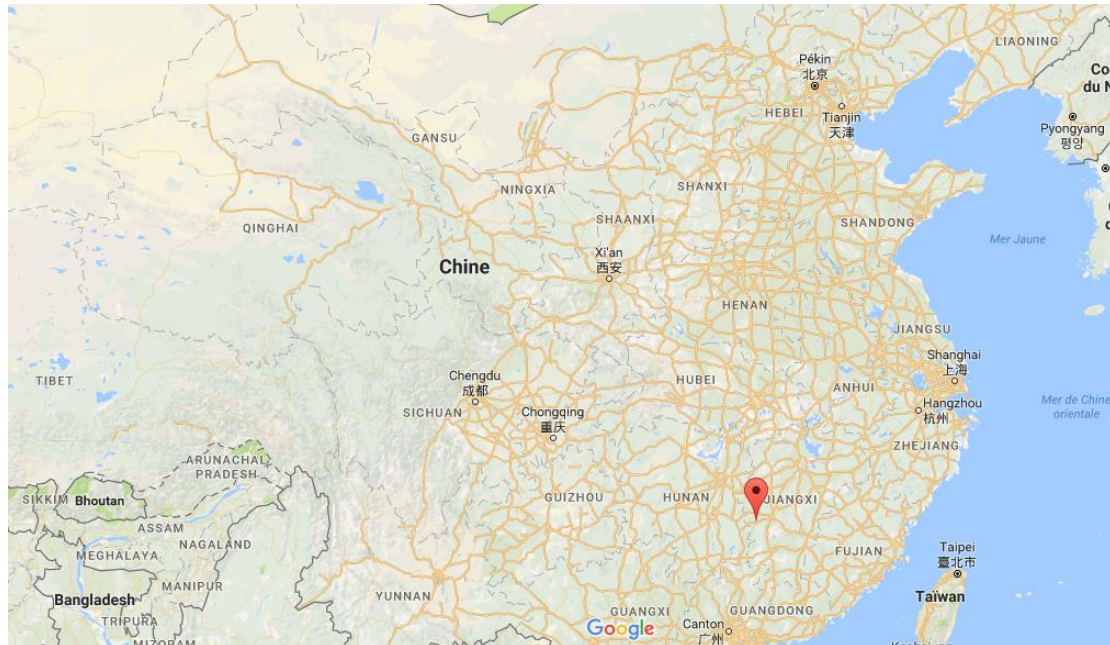 LIAONING
Pékin
北京
Co
du N
HEBEI
Tianjin
天津
Pyongyang
평양
GANSU
NINGXIA
SHANXI
SHAANXI
SHANDONG
QINGHAI
Mer Jaune
Xi'an
西安
Chine
HENAN
JIANGSU
Shanghai
上海
TIBET
Chengdu
成都
HUBEI
ANHUI
Hangzhou
杭州
Mer de Chine
orientale
SICHUAN
Chongqing
重庆
ZHEJIANG
ARUNACHAL
PRADESH
SIKKIM
Bhoutan
GUIZHOU
HUNAN
JIANGXI
ASSAM
NAGALAND
MEGHALAYA
FUJIAN
Taipei
臺北市
MANIPUR
Bangladesh
YUNNAN
Taïwan
TRIPURA
GUANGXI
GUANGDONG
Google
Canton
广州
MIZORAM